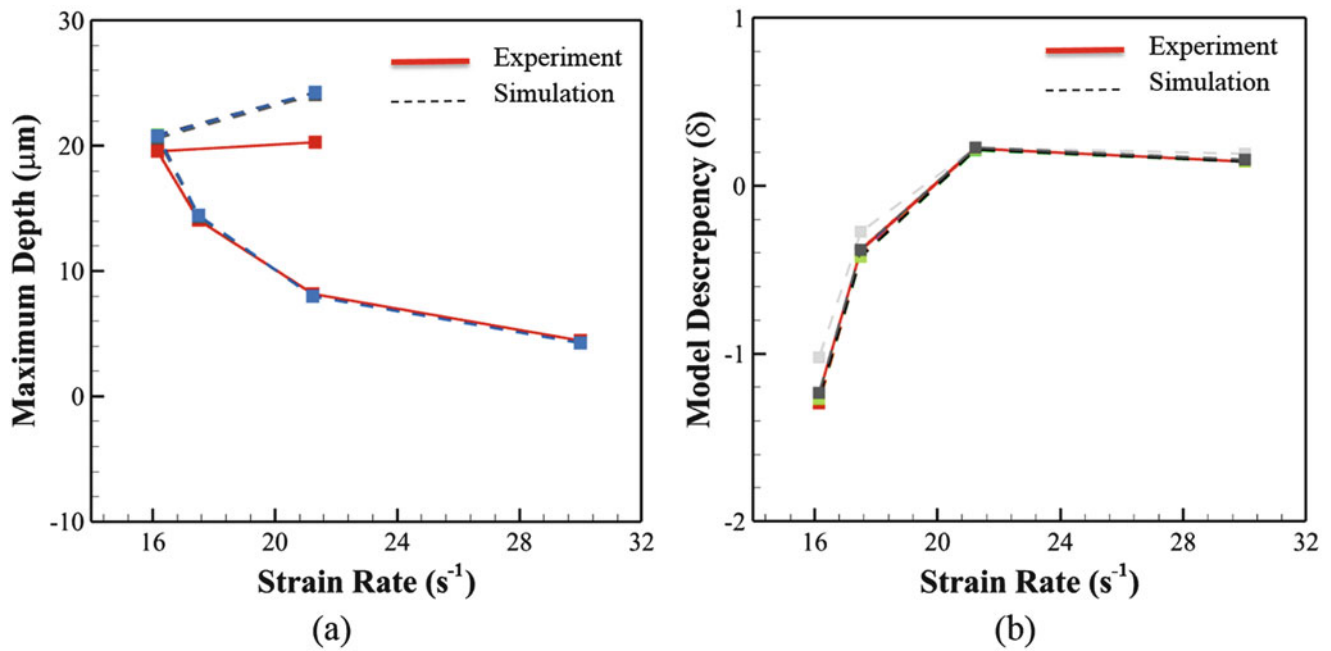 30
20
10
0
-10
16
20
24
28
32
Maximum Depth (μm)
Strain Rate (s⁻¹)
Experiment
Simulation
(a)
1
0
-1
-2
16
20
24
28
32
Model Descrepency (δ)
Strain Rate (s⁻¹)
Experiment
Simulation
(b)